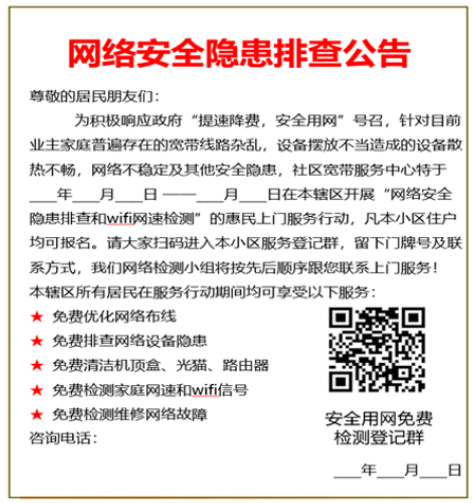 网络安全隐患排查公告
尊敬的居民朋友们：
为积极响应政府“提速降费，安全用网”号召，针对目前
业主家庭普遍存在的宽带线路杂乱，设备摆放不当造成的设备散
热不畅，网络不稳定及其他安全隐患，社区宽带服务中心特于
___年___月___日 ——___月___日在本辖区开展“网络安全
隐患排查和wifi网速检测”的惠民上门服务行动，凡本小区住户
均可报名。请大家扫码进入本小区服务登记群，留下门牌号及联
系方式，我们网络检测小组将按先后顺序跟您联系上门服务！
本辖区所有居民在服务行动期间均可享受以下服务：
★ 免费优化网络布线
★ 免费排查网络设备隐患
★ 免费清洁机顶盒、光猫、路由器
★ 免费检测家庭网速和wifi信号
★ 免费检测维修网络故障
咨询电话：
安全用网免费
检测登记群
___年___月___日